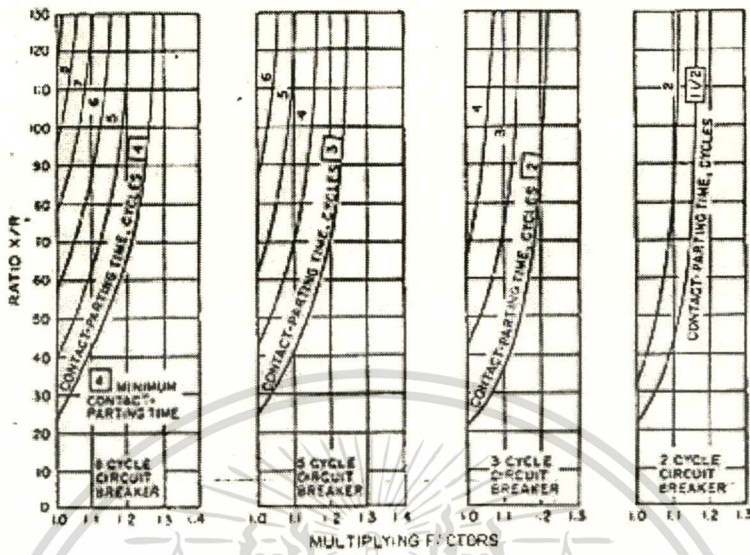 130
120
110
100
90
80
70
60
50
40
30
20
10
0
RATIO X/R
8
7
6
5
4
CONTACT-PARTING TIME, CYCLES
4 MINIMUM
CONTACT-
PARTING TIME
8 CYCLE
CIRCUIT
BREAKER
1.0 1.1 1.2 1.3 1.4
6
5
4
3
CONTACT-PARTING TIME, CYCLES
5 CYCLE
CIRCUIT
BREAKER
1.0 1.1 1.2 1.3 1.4
4
3
2
CONTACT-PARTING TIME, CYCLES
3 CYCLE
CIRCUIT
BREAKER
1.0 1.1 1.2 1.3
2
1 1/2
CONTACT-PARTING TIME, CYCLES
2 CYCLE
CIRCUIT
BREAKER
1.0 1.1 1.2 1.3
MULTIPLYING FACTORS